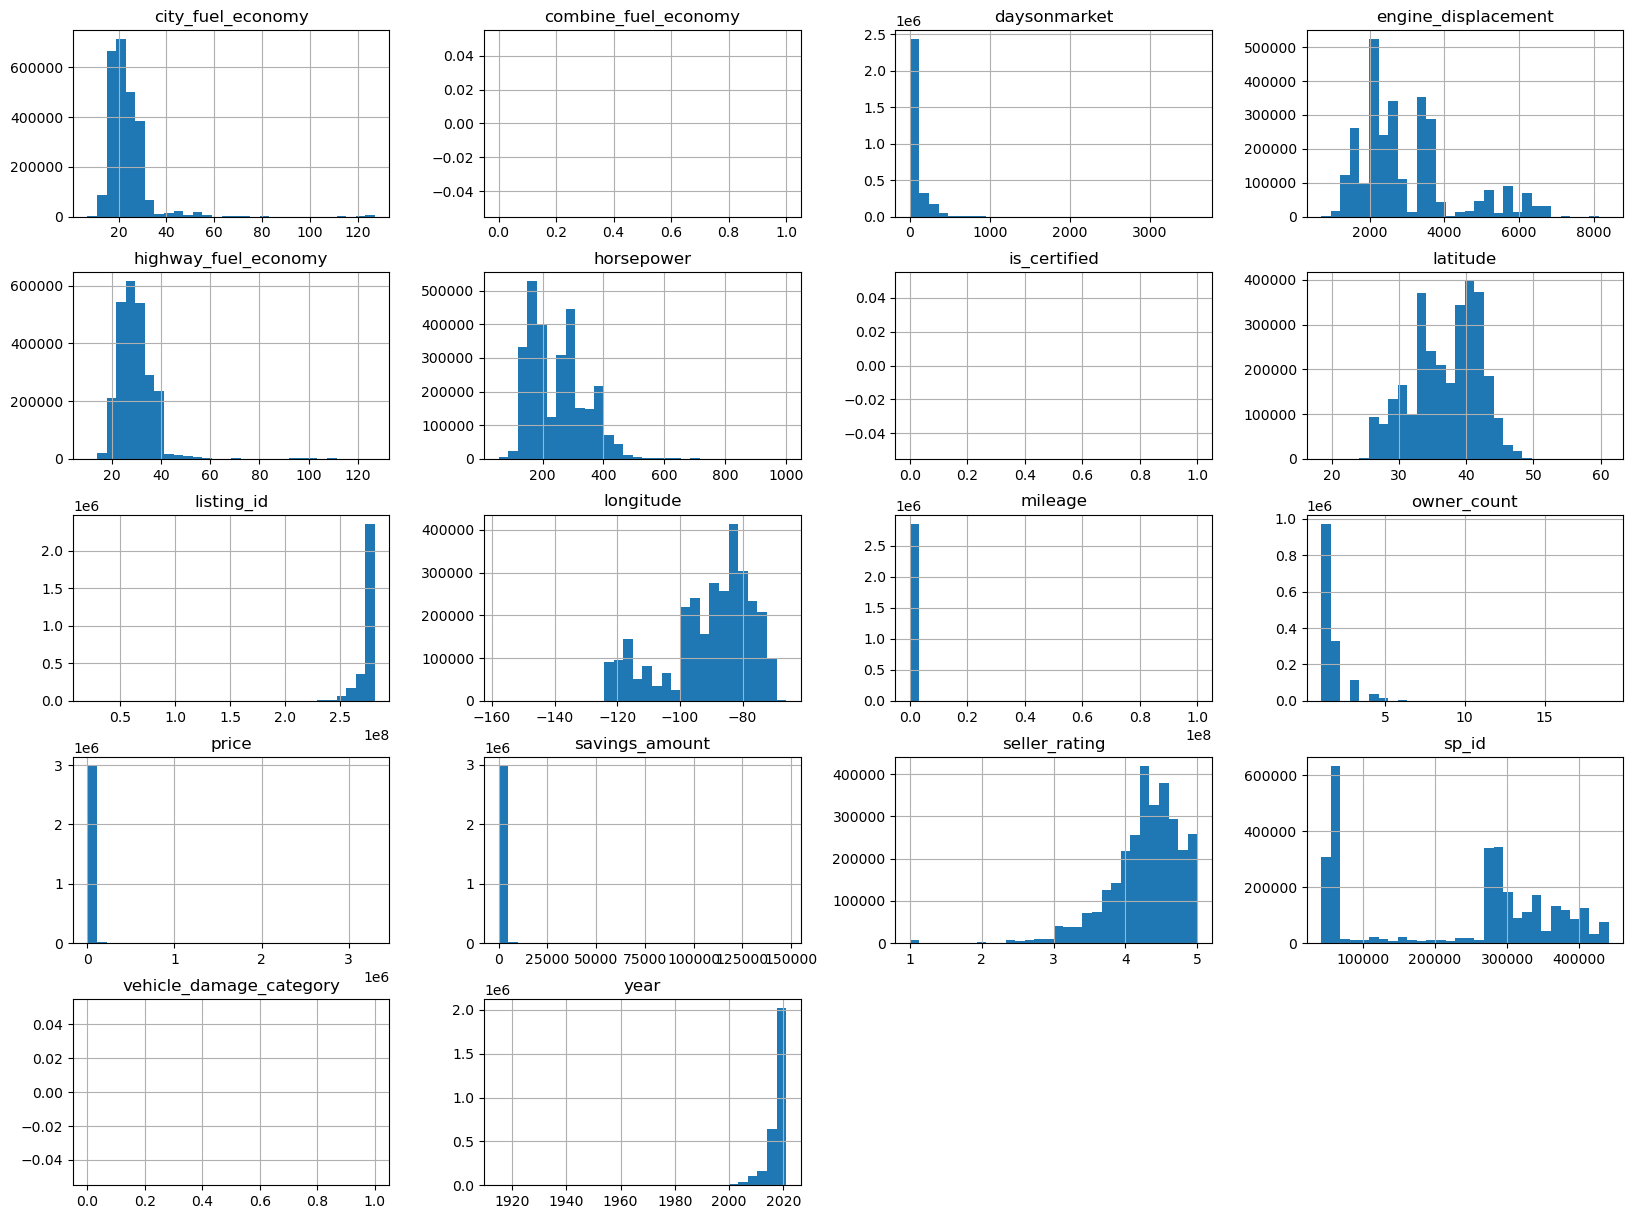 city_fuel_economy
600000
400000
200000
0
20 40 60 80 100 120
combine_fuel_economy
0.04
0.02
0.00
−0.02
−0.04
0.0 0.2 0.4 0.6 0.8 1.0
daysonmarket
1e6
2.5
2.0
1.5
1.0
0.5
0.0
0 1000 2000 3000
engine_displacement
500000
400000
300000
200000
100000
0
2000 4000 6000 8000
highway_fuel_economy
600000
400000
200000
0
20 40 60 80 100 120
horsepower
500000
400000
300000
200000
100000
0
200 400 600 800 1000
is_certified
0.04
0.02
0.00
−0.02
−0.04
0.0 0.2 0.4 0.6 0.8 1.0
latitude
400000
300000
200000
100000
0
20 30 40 50 60
listing_id
1e6
2.0
1.5
1.0
0.5
0.0
0.5 1.0 1.5 2.0 2.5
1e8
longitude
400000
300000
200000
100000
0
−160 −140 −120 −100 −80
mileage
1e6
2.5
2.0
1.5
1.0
0.5
0.0
0.0 0.2 0.4 0.6 0.8 1.0
1e8
owner_count
1e6
1.0
0.8
0.6
0.4
0.2
0.0
5 10 15
price
1e6
3
2
1
0
0 1 2 3
1e6
savings_amount
1e6
3
2
1
0
0 25000 50000 75000 100000 125000 150000
seller_rating
400000
300000
200000
100000
0
1 2 3 4 5
sp_id
600000
400000
200000
0
100000 200000 300000 400000
vehicle_damage_category
0.04
0.02
0.00
−0.02
−0.04
0.0 0.2 0.4 0.6 0.8 1.0
year
1e6
2.0
1.5
1.0
0.5
0.0
1920 1940 1960 1980 2000 2020